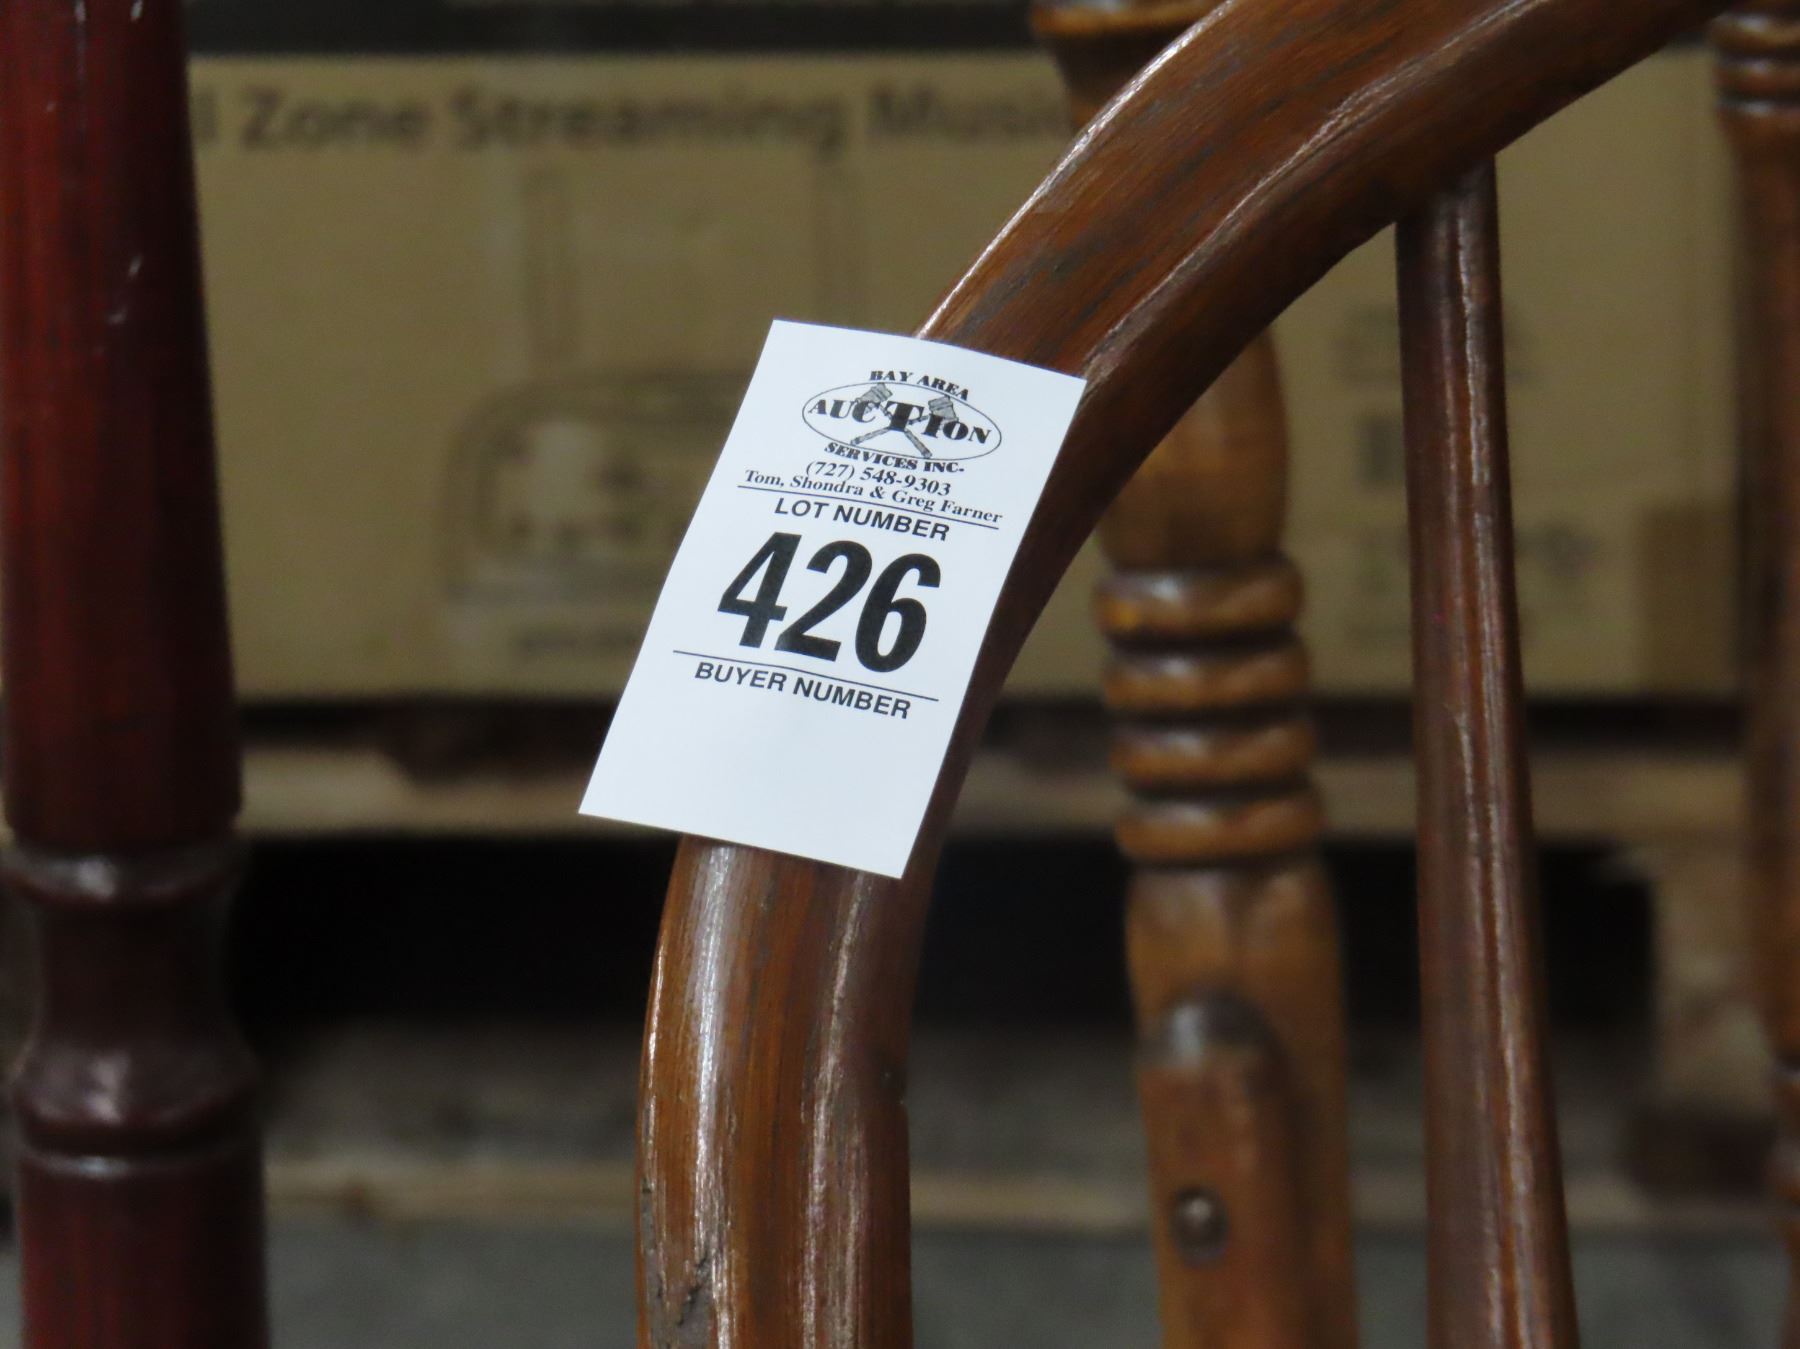 Zone Streaming Music
BAY AREA
AUCTION
SERVICES INC.
(727) 548-9303
Tom, Shondra & Greg Farner
LOT NUMBER
426
BUYER NUMBER